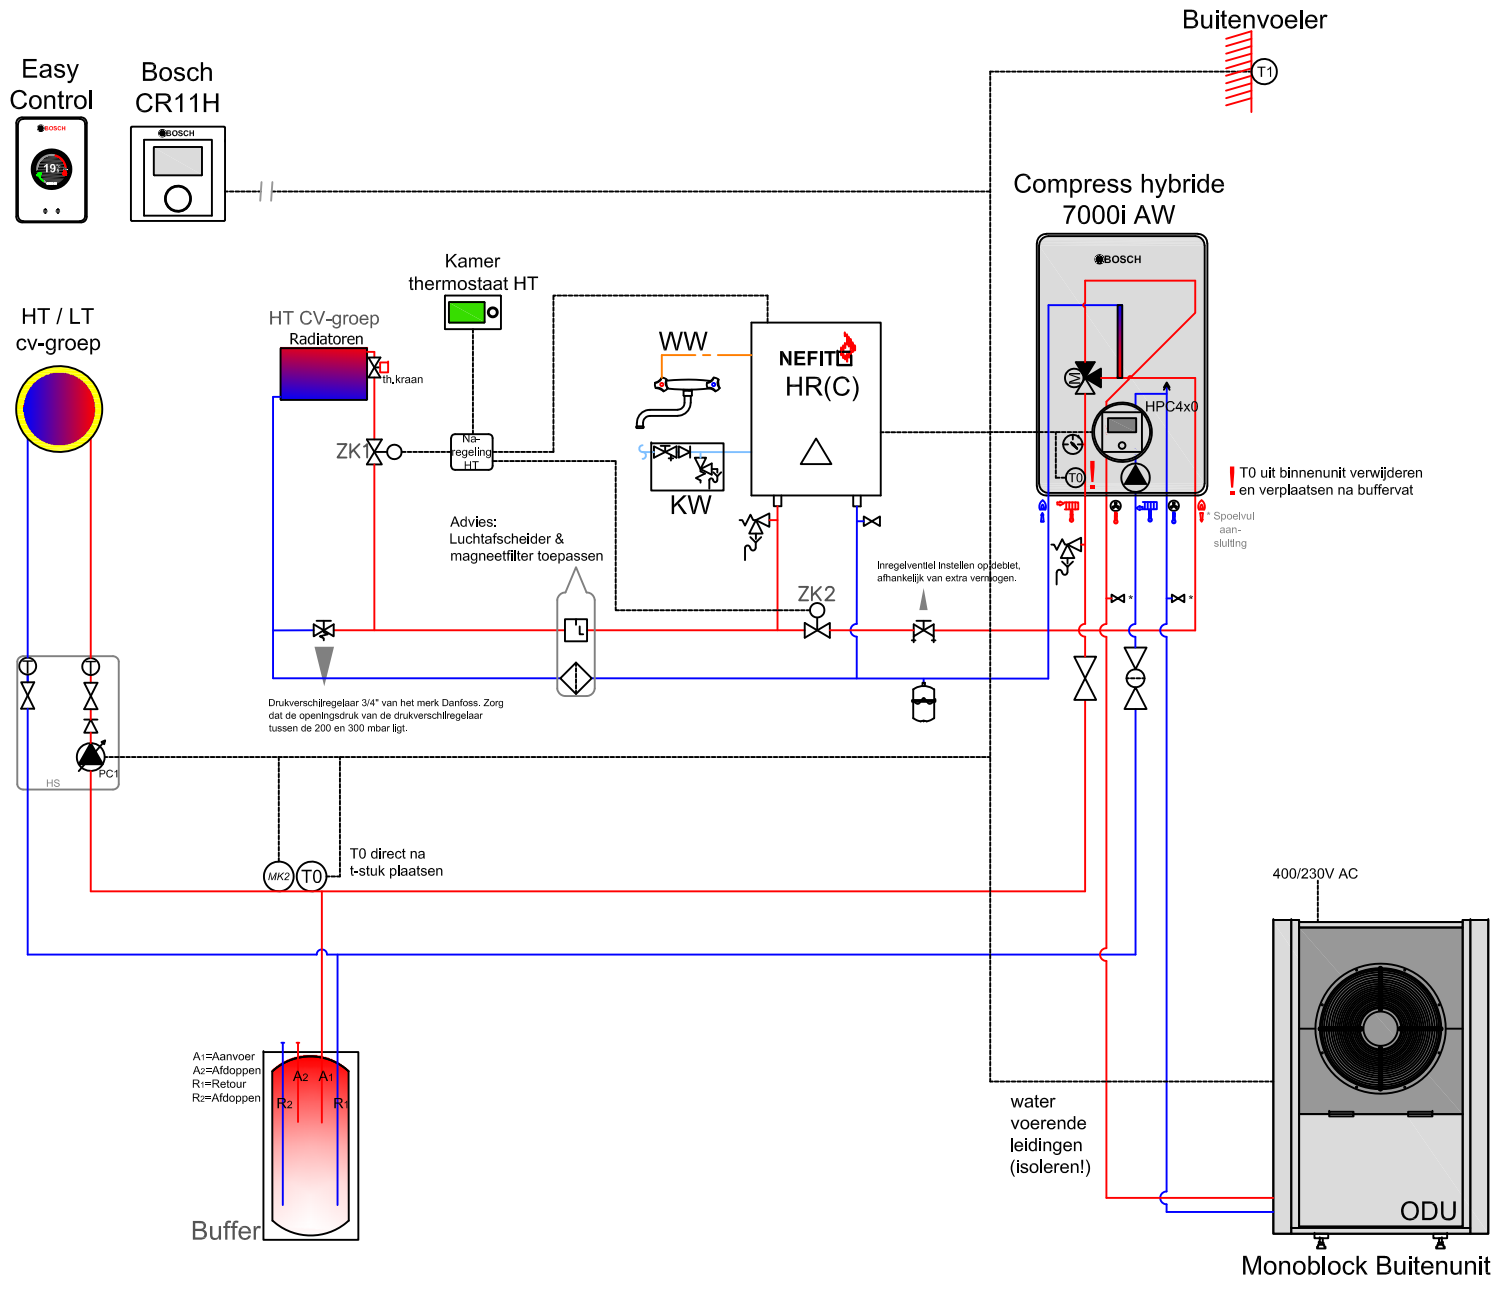 Buitenvoeler
T1
Easy
Control
Bosch
CR11H
BOSCH
19
BOSCH
Compress hybride
7000i AW
BOSCH
Kamer
thermostaat HT
HT / LT
cv-groep
HT CV-groep
Radiatoren
th.kraan
WW
NEFIT
HR(C)
M
HPC4x0
ZK1
Na-
regeling
HT
KW
T0
!
! T0 uit binnenunit verwijderen
en verplaatsen na buffervat
* Spoelvul
aan-
sluiting
Advies:
Luchtafscheider &
magneetfilter toepassen
Inregelventiel instellen op debiet,
afhankelijk van extra vermogen.
ZK2
*
*
L
T
T
Drukverschilregelaar 3/4" van het merk Danfoss. Zorg
dat de openingsdruk van de drukverschilregelaar
tussen de 200 en 300 mbar ligt.
PC1
HS
T0 direct na
t-stuk plaatsen
MK2
T0
400/230V AC
A1=Aanvoer
A2=Afdoppen
R1=Retour
R2=Afdoppen
A2
A1
R2
R1
Buffer
water
voerende
leidingen
(isoleren!)
ODU
Monoblock Buitenunit